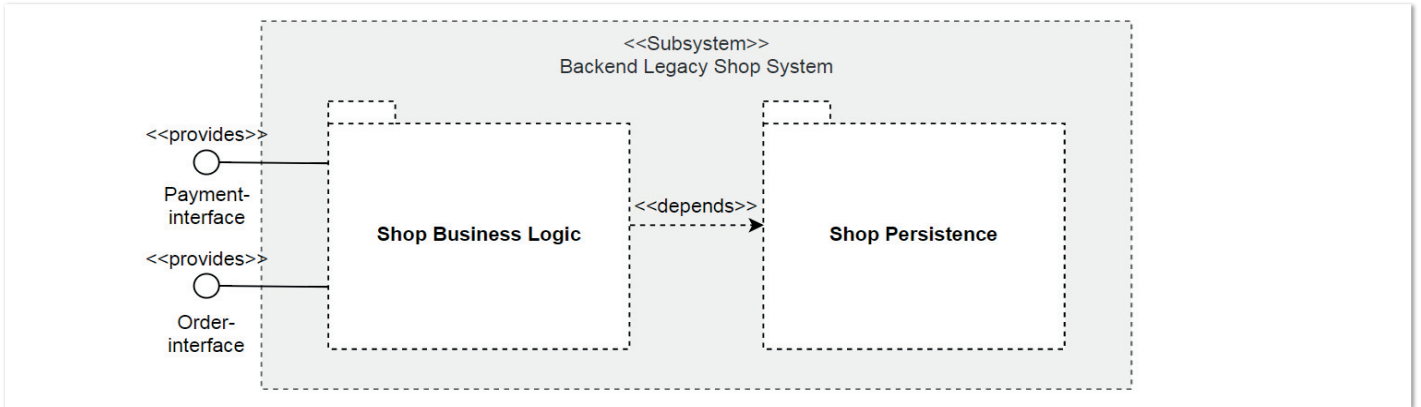 <<Subsystem>>
Backend Legacy Shop System
<<provides>>
Payment-
interface
<<provides>>
Order-
interface
Shop Business Logic
<<depends>>
Shop Persistence